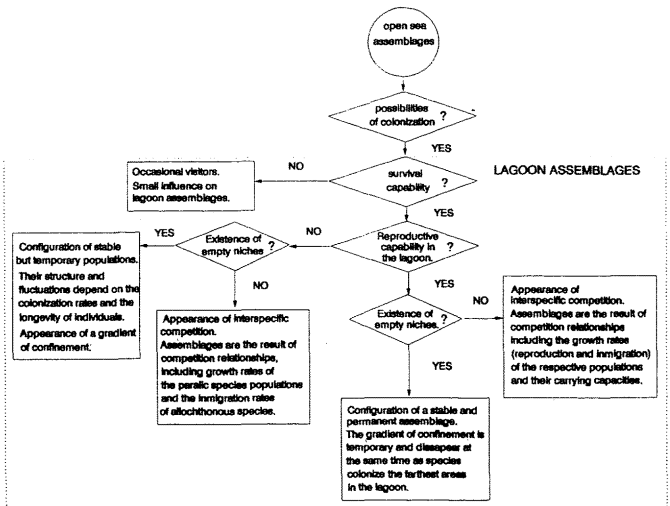 open sea
assemblages
possibilities
of colonization ?
YES
LAGOON ASSEMBLAGES
survival
capability ?
NO
Occasional visitors.
Small influence on
lagoon assemblages.
YES
Reproductive
capability in ?
the lagoon.
NO
Existence of
empty niches ?
YES
Configuration of stable
but temporary populations.
Their structure and
fluctuations depend on the
colonization rates and the
longevity of individuals.
Appearance of a gradient
of confinement.
NO
Appearance of interspecific
competition.
Assemblages are the result of
competition relationships,
including growth rates of
the paralic species populations
and the inmigration rates
of allochthonous species.
YES
Existence of ?
empty niches.
NO
Appearance of
interspecific competition.
Assemblages are the result of
competition relationships
including the growth rates
(reproduction and inmigration)
of the respective populations
and their carrying capacities.
YES
Configuration of a stable and
permanent assemblage.
The gradient of confinement is
temporary and dissapear at
the same time as species
colonize the farthest areas
in the lagoon.